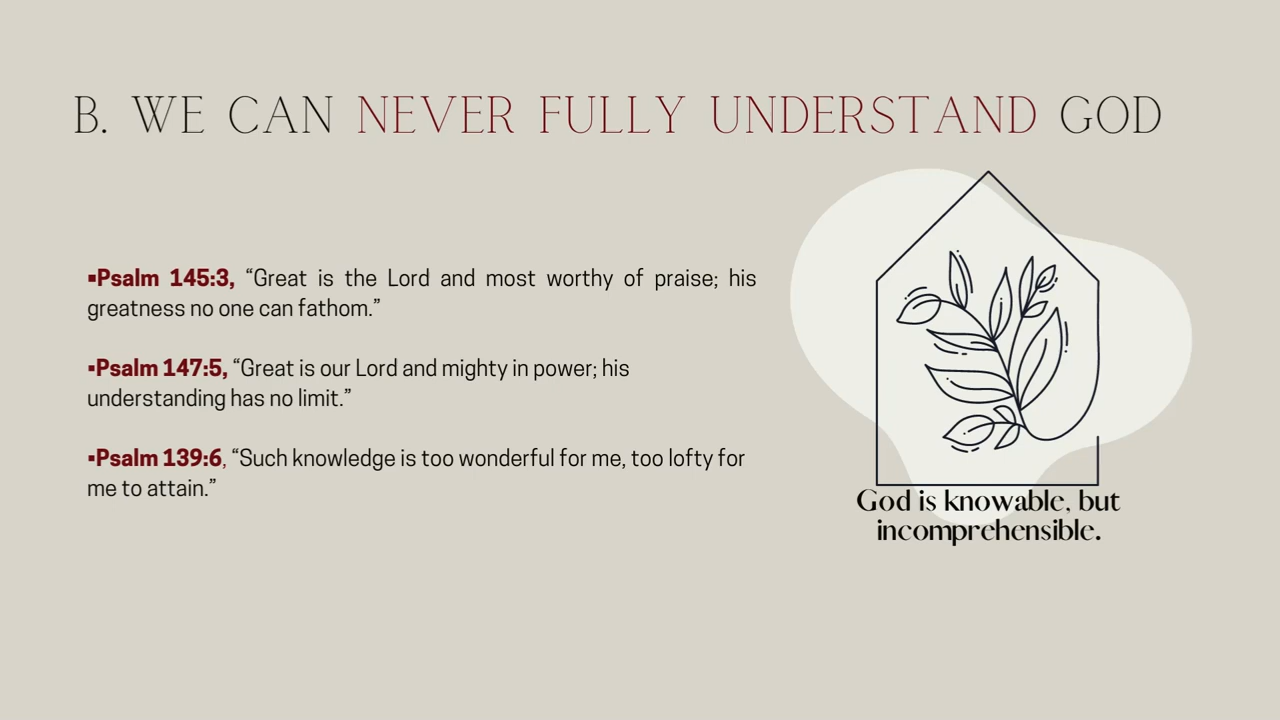 B. WE CAN NEVER FULLY UNDERSTAND GOD
▪Psalm 145:3, “Great is the Lord and most worthy of praise; his
greatness no one can fathom.”
▪Psalm 147:5, “Great is our Lord and mighty in power; his
understanding has no limit.”
▪Psalm 139:6, “Such knowledge is too wonderful for me, too lofty for
me to attain.”
God is knowable, but
incomprehensible.